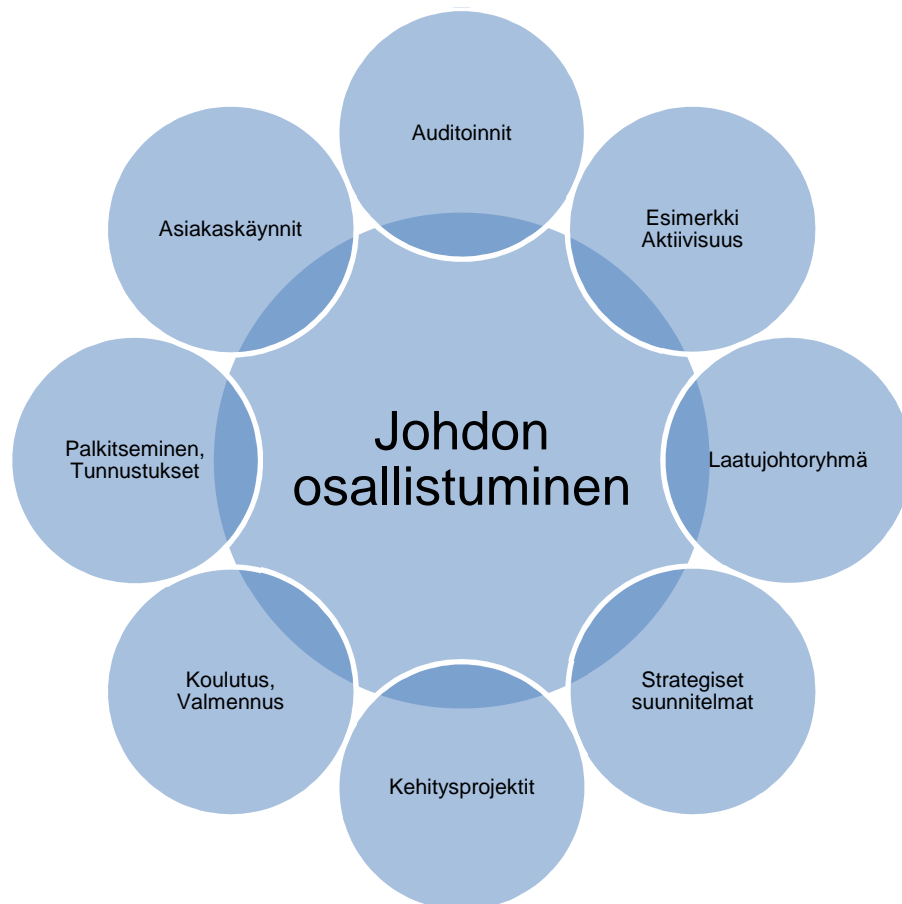 Auditoinnit
Esimerkki
Aktiivisuus
Asiakaskäynnit
Johdon
osallistuminen
Palkitseminen,
Tunnustukset
Laatujohtoryhmä
Koulutus,
Valmennus
Strategiset
suunnitelmat
Kehitysprojektit